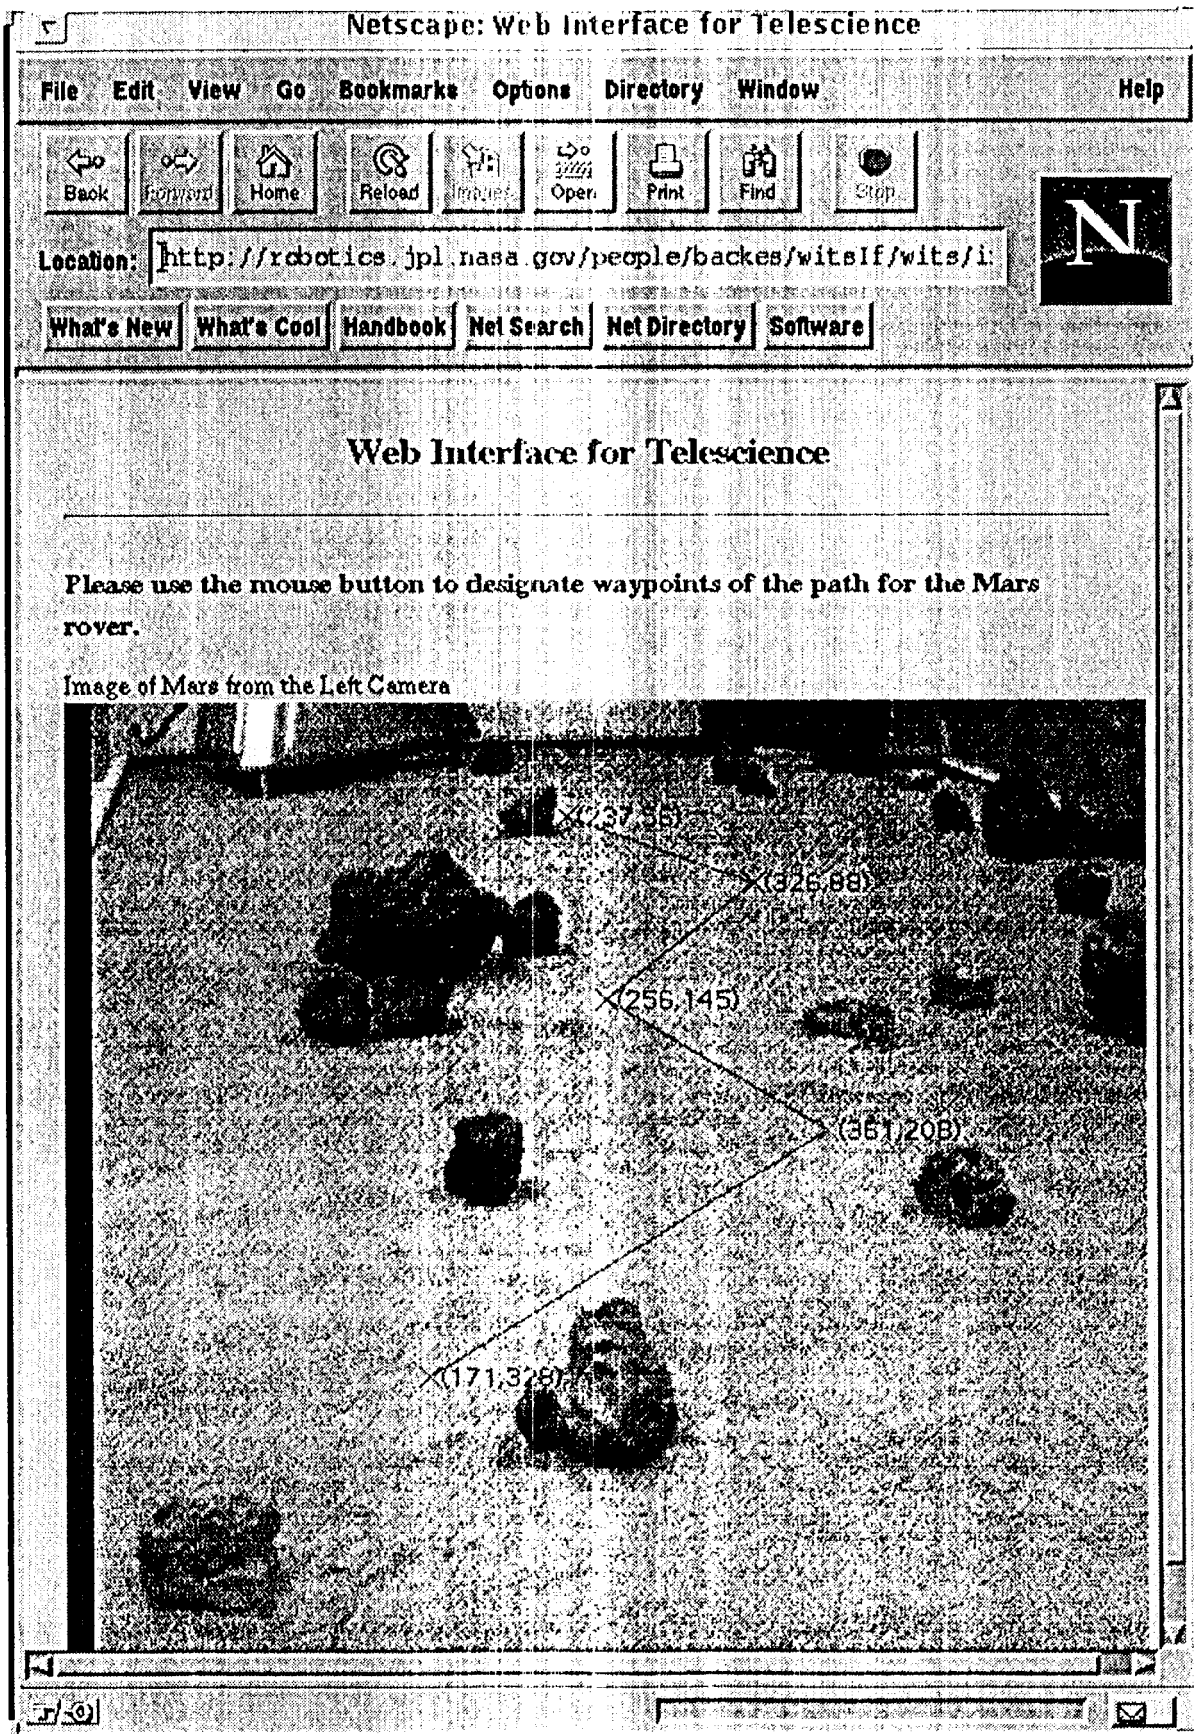 Netscape: Web Interface for Telescience
File Edit View Go Bookmarks Options Directory Window Help
Back Forward Home Reload Images Open Print Find Stop
N
Location: http://robotics.jpl.nasa.gov/people/backes/witsIf/wits/i
What's New What's Cool Handbook Net Search Net Directory Software
Web Interface for Telescience
Please use the mouse button to designate waypoints of the path for the Mars
rover.
Image of Mars from the Left Camera
(237,56)
(326,88)
(256,145)
(361,208)
(171,328)